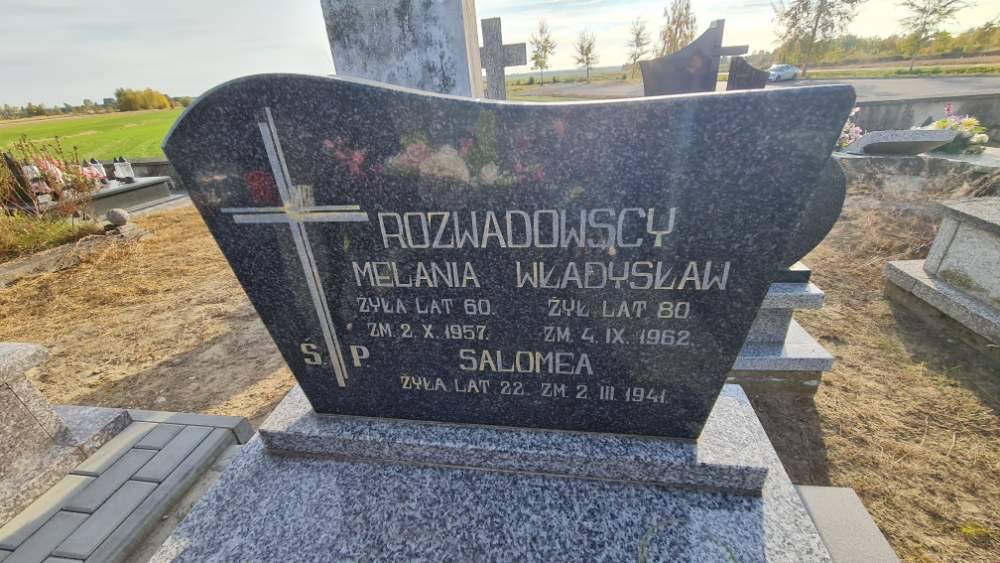 ROZWADOWSCY
MELANIA WŁADYSŁAW
ŻYŁA LAT 60. ŻYŁ LAT 80
ZM. 2. X. 1957. ZM. 4. IX. 1962.
Ś. P. SALOMEA
ŻYŁA LAT 22. ZM. 2. III 1941.